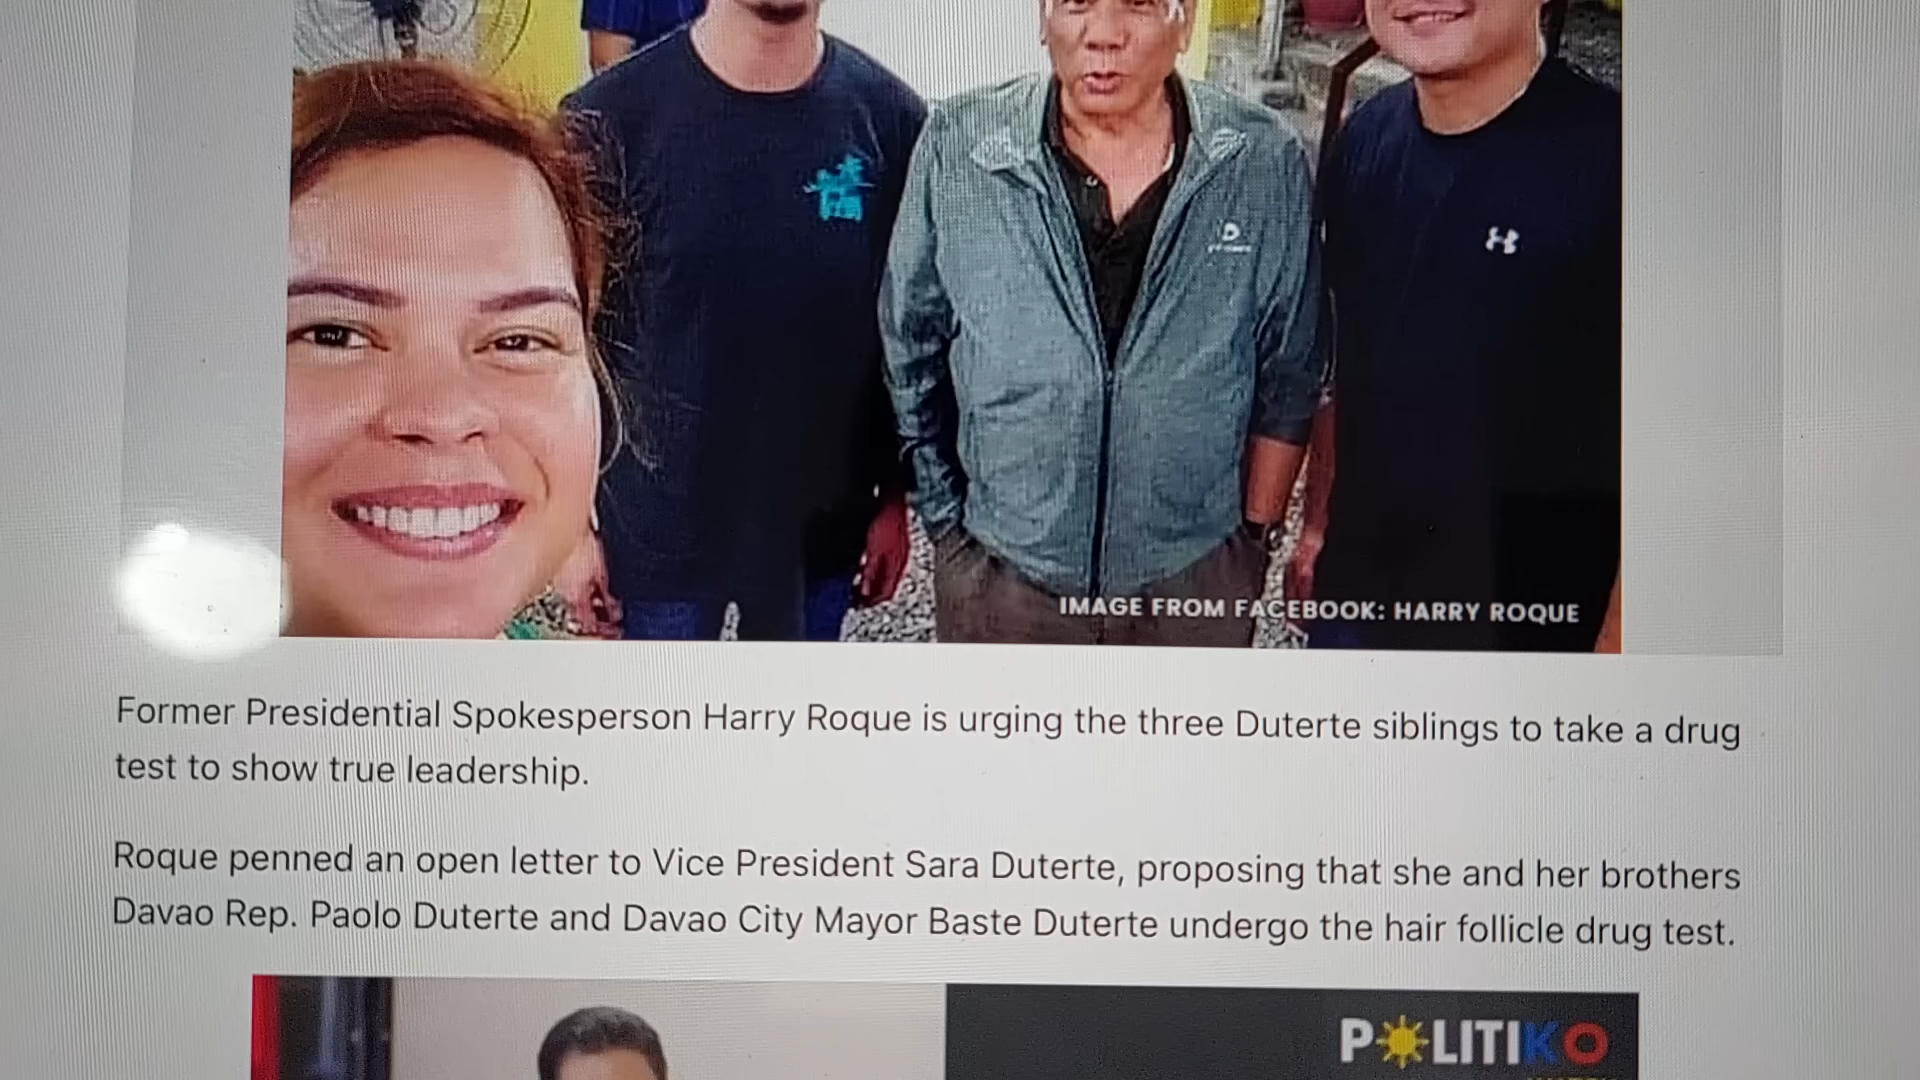 IMAGE FROM FACEBOOK: HARRY ROQUE
Former Presidential Spokesperson Harry Roque is urging the three Duterte siblings to take a drug
test to show true leadership.
Roque penned an open letter to Vice President Sara Duterte, proposing that she and her brothers
Davao Rep. Paolo Duterte and Davao City Mayor Baste Duterte undergo the hair follicle drug test.
POLITIKO